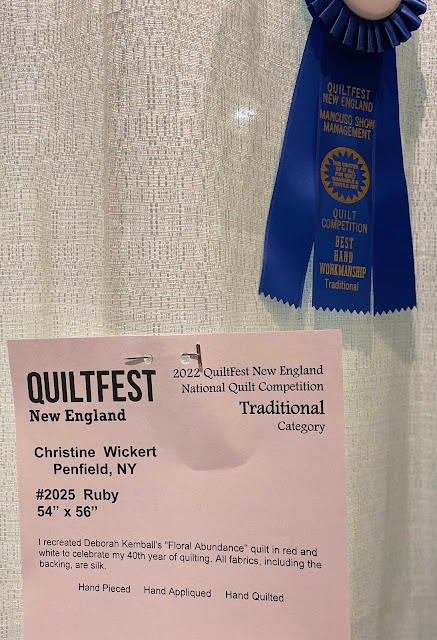 QUILTFEST
NEW ENGLAND
MANCUSO SHOW
MANAGEMENT
QUILT
COMPETITION
BEST
HAND
WORKMANSHIP
Traditional
QUILTFEST
New England
2022 QuiltFest New England
National Quilt Competition
Traditional
Category
Christine Wickert
Penfield, NY
#2025 Ruby
54" x 56"
I recreated Deborah Kemball's "Floral Abundance" quilt in red and
white to celebrate my 40th year of quilting. All fabrics, including the
backing, are silk.
Hand Pieced Hand Appliqued Hand Quilted